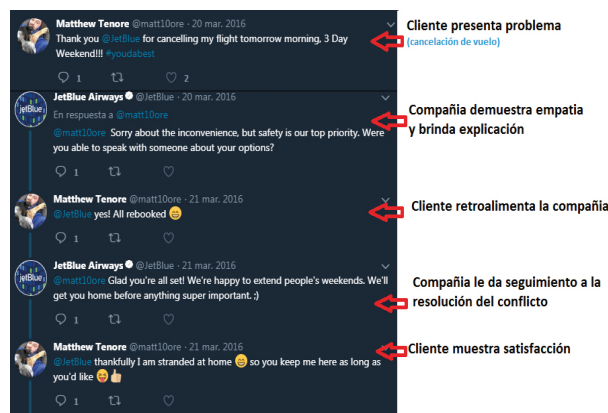 Matthew Tenore @matt10ore · 20 mar. 2016
Thank you @JetBlue for cancelling my flight tomorrow morning, 3 Day
Weekend!!! #youdabest
1 2
Cliente presenta problema
(cancelación de vuelo)
JetBlue Airways @JetBlue · 20 mar. 2016
En respuesta a @matt10ore
@matt10ore Sorry about the inconvenience, but safety is our top priority. Were
you able to speak with someone about your options?
1
jetBlue
Compañia demuestra empatia
y brinda explicación
Matthew Tenore @matt10ore · 21 mar. 2016
@JetBlue yes! All rebooked 😄
1
Cliente retroalimenta la compañia
JetBlue Airways @JetBlue · 21 mar. 2016
@matt10ore Glad you're all set! We're happy to extend people's weekends. We'll
get you home before anything super important. ;)
1
jetBlue
Compañia le da seguimiento a la
resolución del conflicto
Matthew Tenore @matt10ore · 21 mar. 2016
@JetBlue thankfully I am stranded at home 😄 so you keep me here as long as
you'd like 😝👍
1
Cliente muestra satisfacción